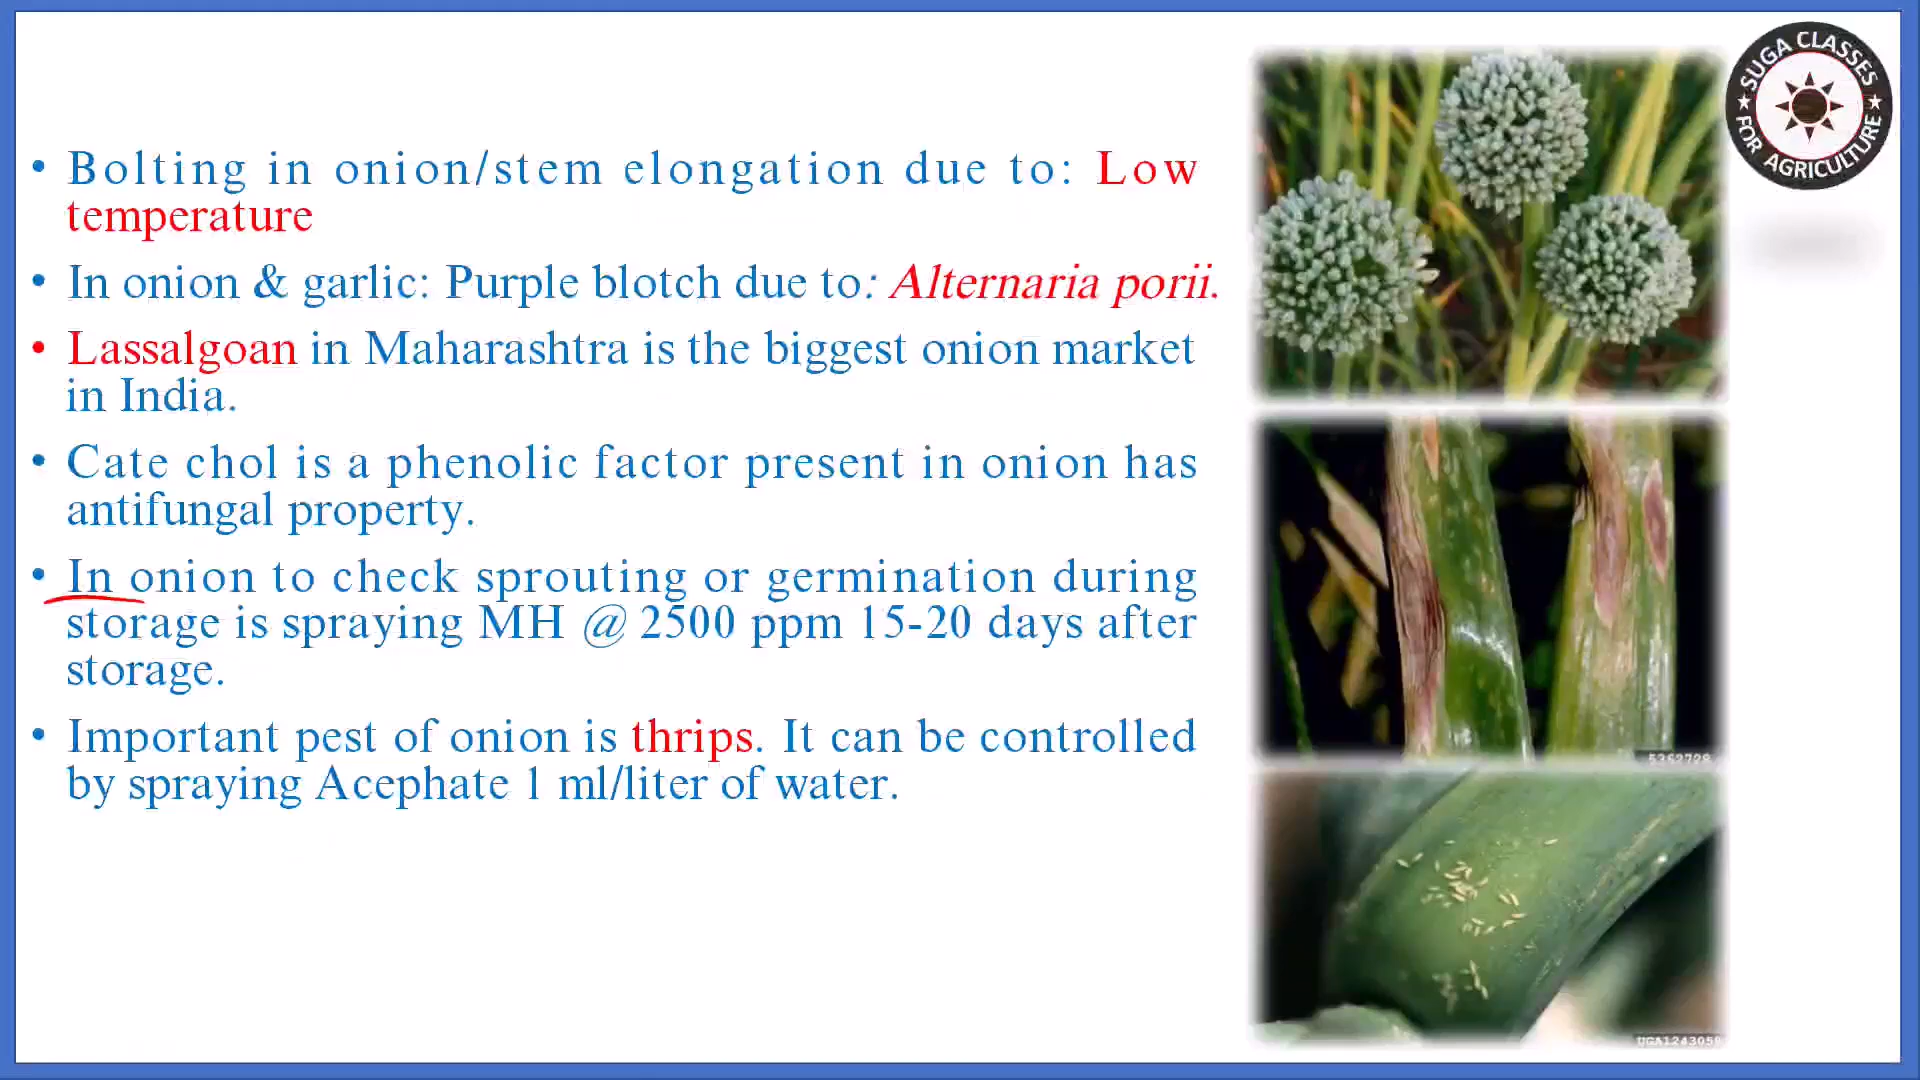 SUGA CLASSES
FOR AGRICULTURE
• Bolting in onion/stem elongation due to: Low
temperature
• In onion & garlic: Purple blotch due to: Alternaria porii.
• Lassalgoan in Maharashtra is the biggest onion market
in India.
• Cate chol is a phenolic factor present in onion has
antifungal property.
• In onion to check sprouting or germination during
storage is spraying MH @ 2500 ppm 15-20 days after
storage.
• Important pest of onion is thrips. It can be controlled
by spraying Acephate 1 ml/liter of water.